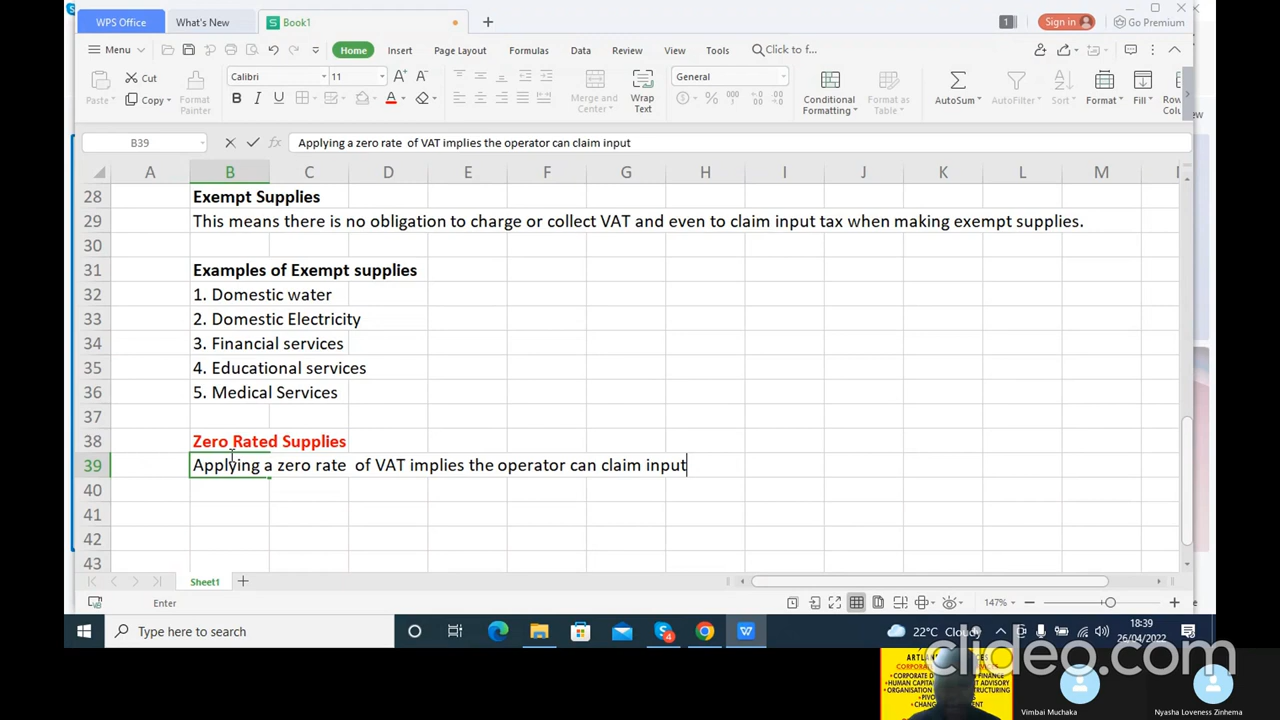 WPS Office
What's New
Book1
1
Sign in
Go Premium
Menu
Home
Insert
Page Layout
Formulas
Data
Review
View
Tools
Click to f...
Paste
Cut
Copy
Format Painter
Calibri
11
Merge and Center
Wrap Text
General
Conditional Formatting
Format as Table
AutoSum
AutoFilter
Sort
Format
Fill
Row
Colu
B39
Applying a zero rate  of VAT implies the operator can claim input
A B C D E F G H I J K L M
28 Exempt Supplies
29 This means there is no obligation to charge or collect VAT and even to claim input tax when making exempt supplies.
30
31 Examples of Exempt supplies
32 1. Domestic water
33 2. Domestic Electricity
34 3. Financial services
35 4. Educational services
36 5. Medical Services
37
38 Zero Rated Supplies
39 Applying a zero rate  of VAT implies the operator can claim input
40
41
42
43
Sheet1
Enter
147%
Type here to search
22°C Cloudy
18:39
26/04/2022
clideo.com
Vimbai Muchaka
Nyasha Loveness Zinhema